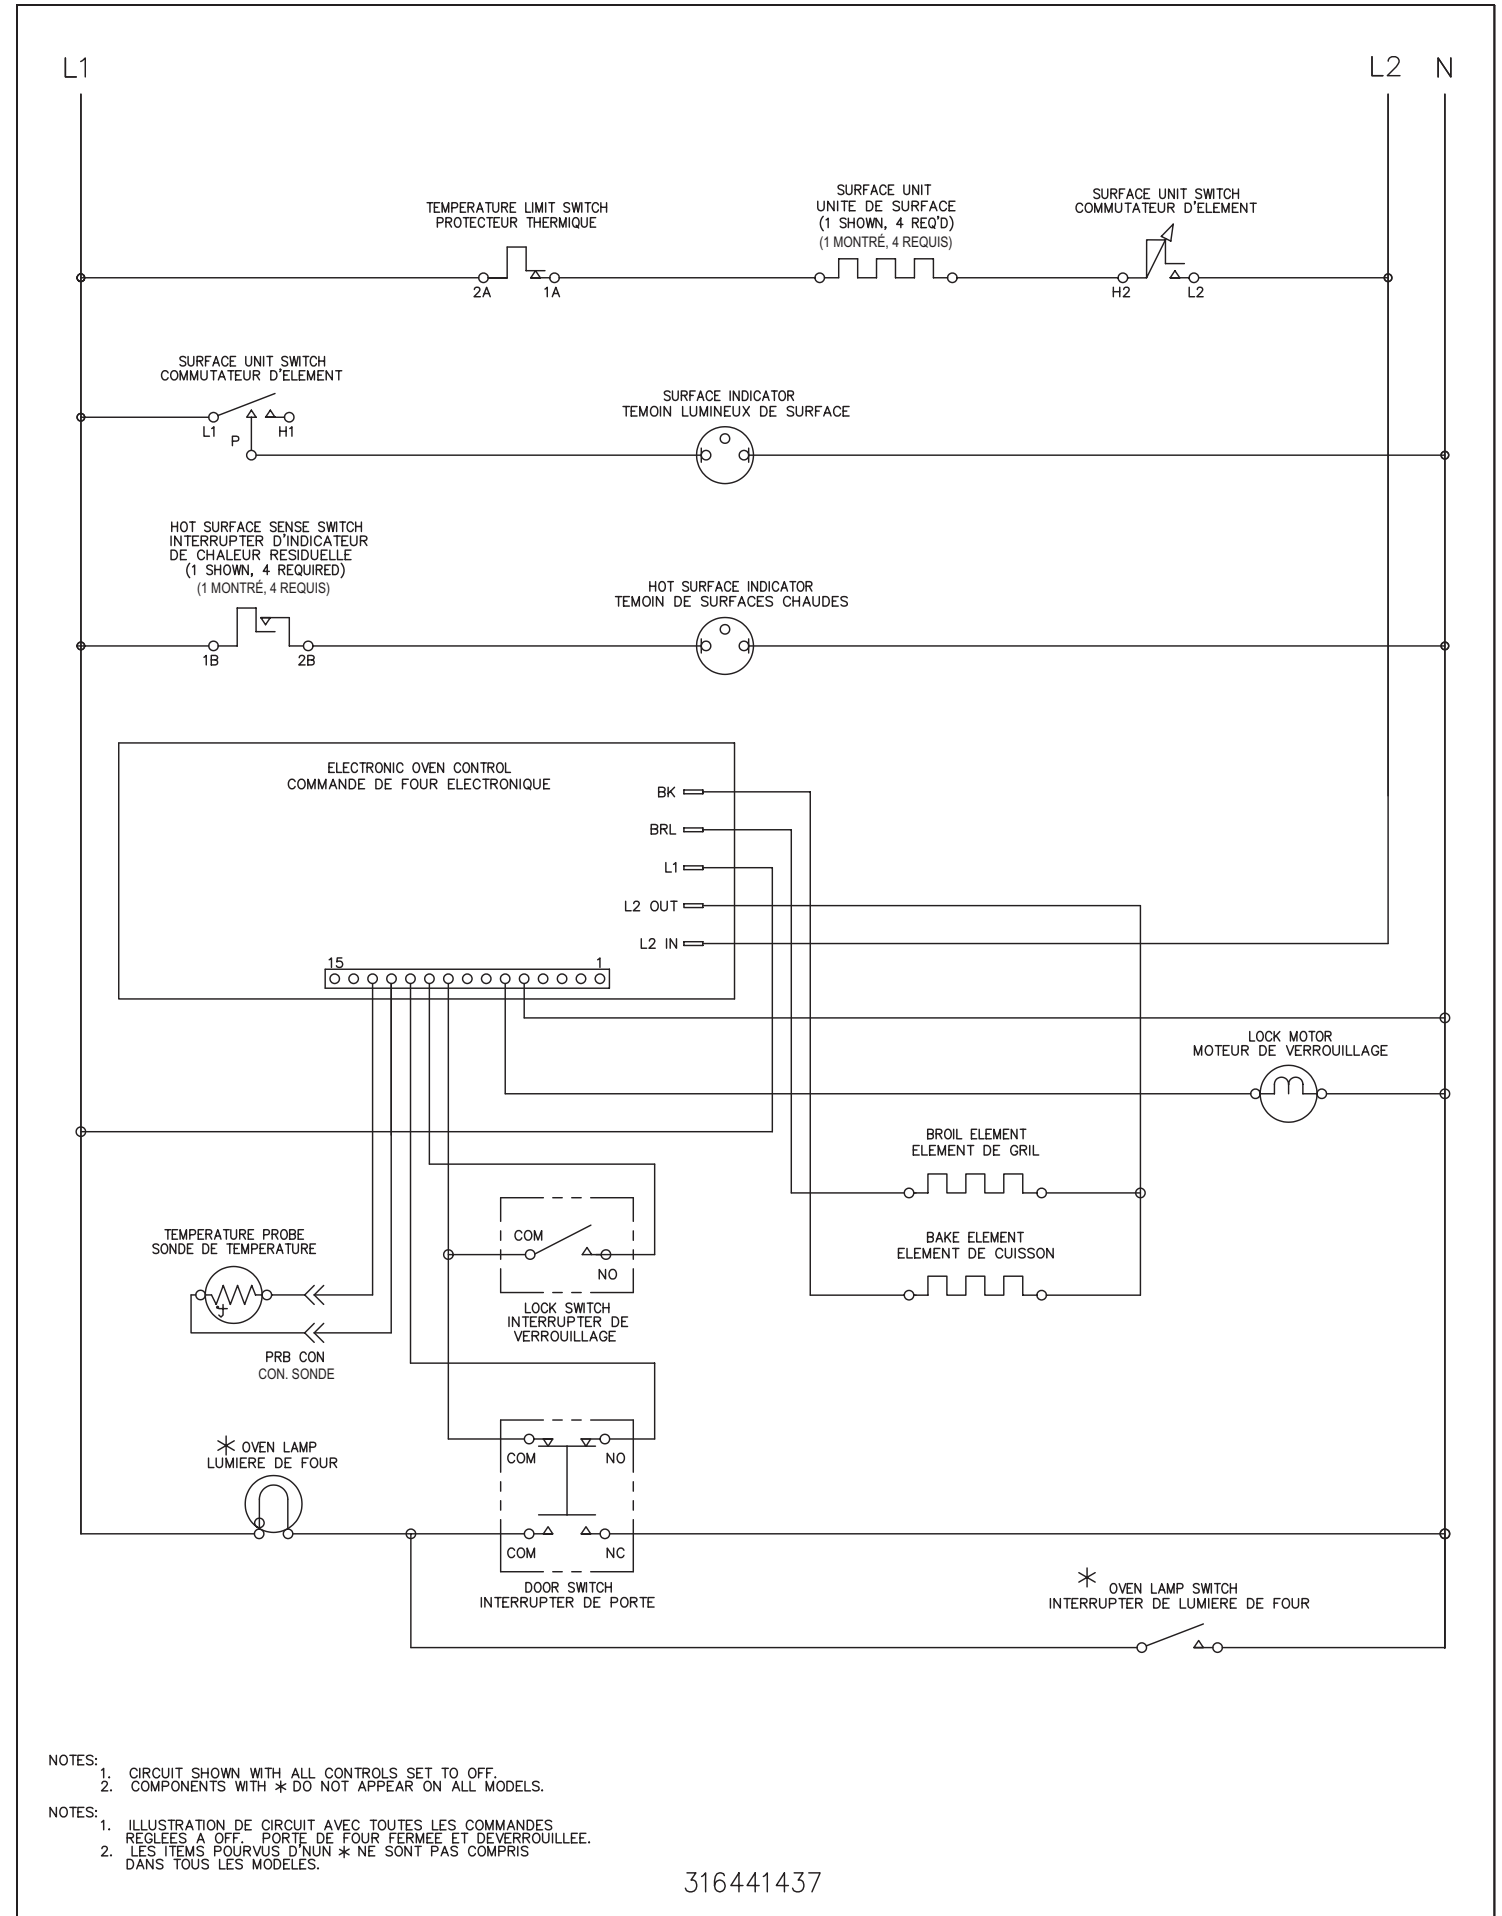 L1
L2 N
TEMPERATURE LIMIT SWITCH
PROTECTEUR THERMIQUE
2A
1A
SURFACE UNIT
UNITE DE SURFACE
(1 SHOWN, 4 REQ'D)
(1 MONTRÉ, 4 REQUIS)
SURFACE UNIT SWITCH
COMMUTATEUR D'ELEMENT
H2
L2
SURFACE UNIT SWITCH
COMMUTATEUR D'ELEMENT
L1
P
H1
SURFACE INDICATOR
TEMOIN LUMINEUX DE SURFACE
HOT SURFACE SENSE SWITCH
INTERRUPTER D'INDICATEUR
DE CHALEUR RESIDUELLE
(1 SHOWN, 4 REQUIRED)
(1 MONTRÉ, 4 REQUIS)
1B
2B
HOT SURFACE INDICATOR
TEMOIN DE SURFACES CHAUDES
ELECTRONIC OVEN CONTROL
COMMANDE DE FOUR ELECTRONIQUE
BK
BRL
L1
L2 OUT
L2 IN
15
1
LOCK MOTOR
MOTEUR DE VERROUILLAGE
BROIL ELEMENT
ELEMENT DE GRIL
BAKE ELEMENT
ELEMENT DE CUISSON
TEMPERATURE PROBE
SONDE DE TEMPERATURE
PRB CON
CON. SONDE
COM
NO
LOCK SWITCH
INTERRUPTER DE
VERROUILLAGE
* OVEN LAMP
LUMIERE DE FOUR
COM
NO
COM
NC
DOOR SWITCH
INTERRUPTER DE PORTE
* OVEN LAMP SWITCH
INTERRUPTER DE LUMIERE DE FOUR
NOTES:
1. CIRCUIT SHOWN WITH ALL CONTROLS SET TO OFF.
2. COMPONENTS WITH * DO NOT APPEAR ON ALL MODELS.
NOTES:
1. ILLUSTRATION DE CIRCUIT AVEC TOUTES LES COMMANDES
REGLEES A OFF. PORTE DE FOUR FERMEE ET DEVERROUILLEE.
2. LES ITEMS POURVUS D'NUN * NE SONT PAS COMPRIS
DANS TOUS LES MODELES.
316441437